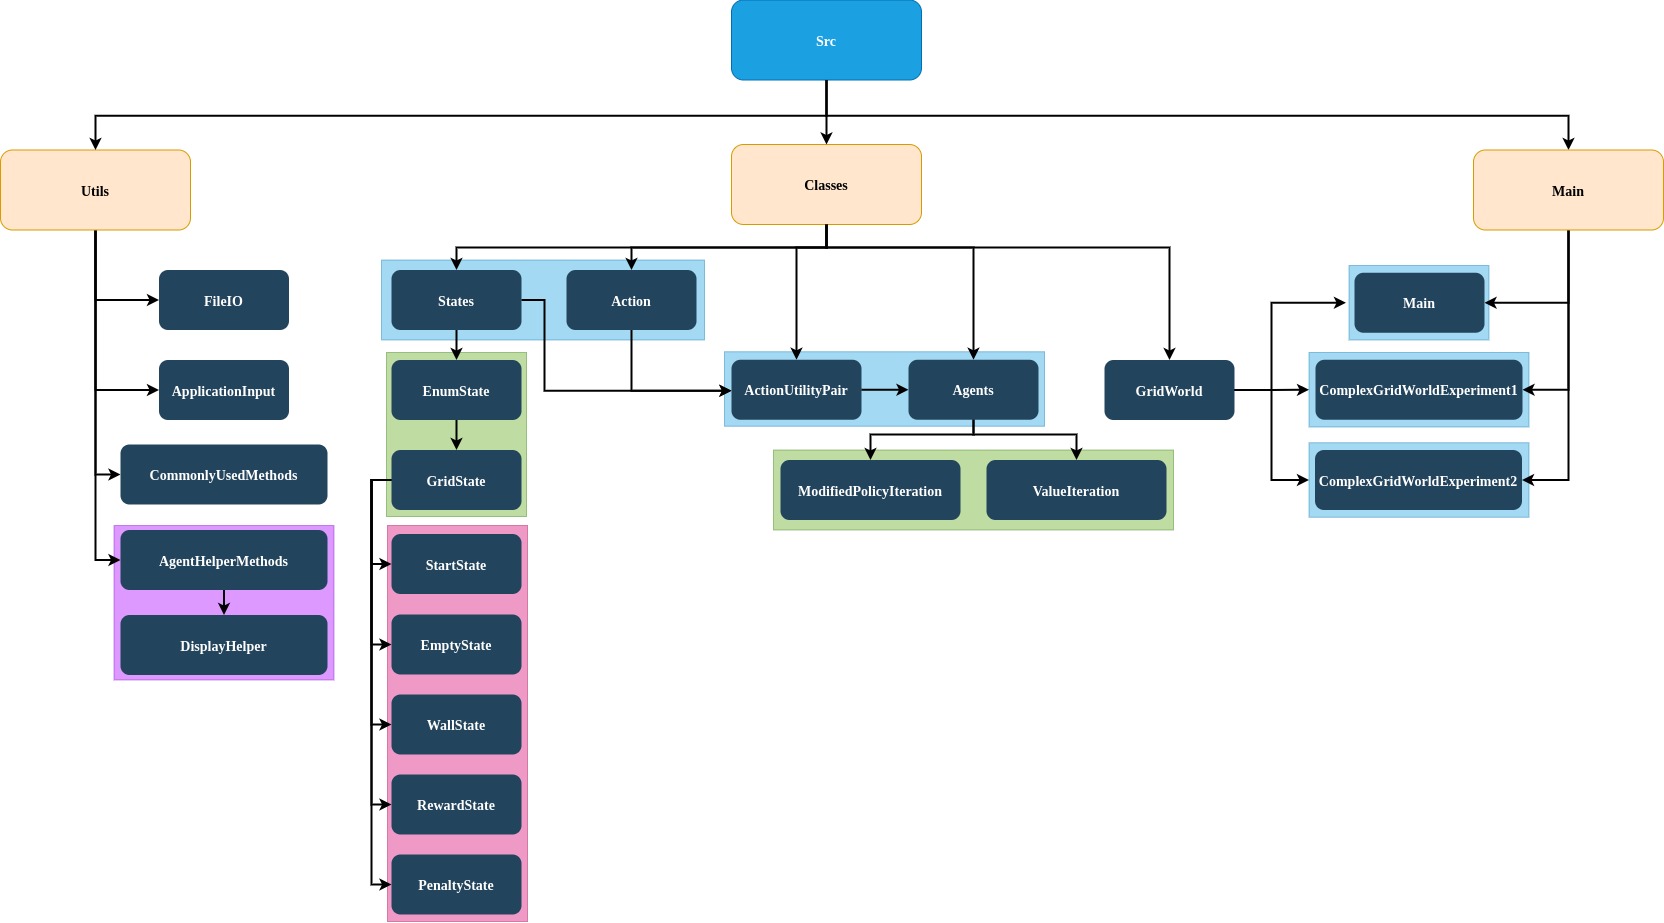 Src
Utils
Classes
Main
FileIO
States
Action
Main
ApplicationInput
EnumState
ActionUtilityPair
Agents
GridWorld
ComplexGridWorldExperiment1
CommonlyUsedMethods
GridState
ModifiedPolicyIteration
ValueIteration
ComplexGridWorldExperiment2
AgentHelperMethods
StartState
DisplayHelper
EmptyState
WallState
RewardState
PenaltyState